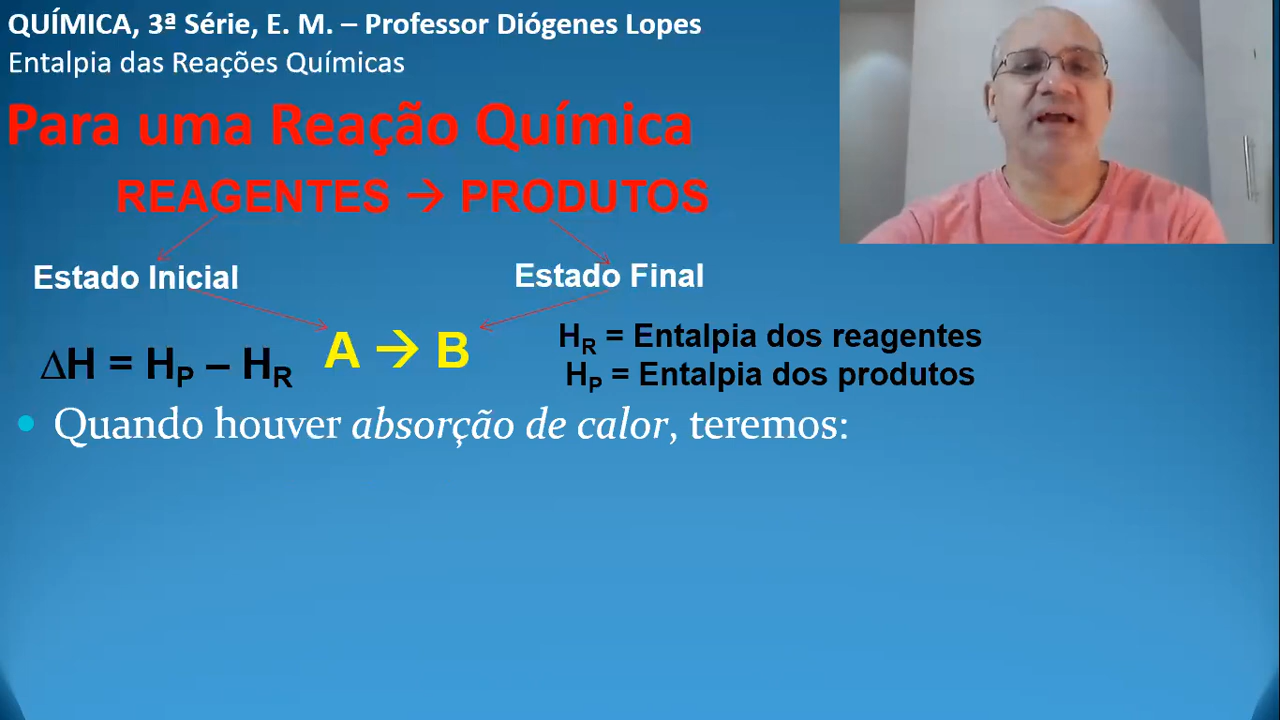 QUÍMICA, 3ª Série, E. M. – Professor Diógenes Lopes
Entalpia das Reações Químicas
Para uma Reação Química
REAGENTES → PRODUTOS
Estado Inicial
Estado Final
∆H = HP – HR
A → B
HR = Entalpia dos reagentes
HP = Entalpia dos produtos
• Quando houver absorção de calor, teremos: